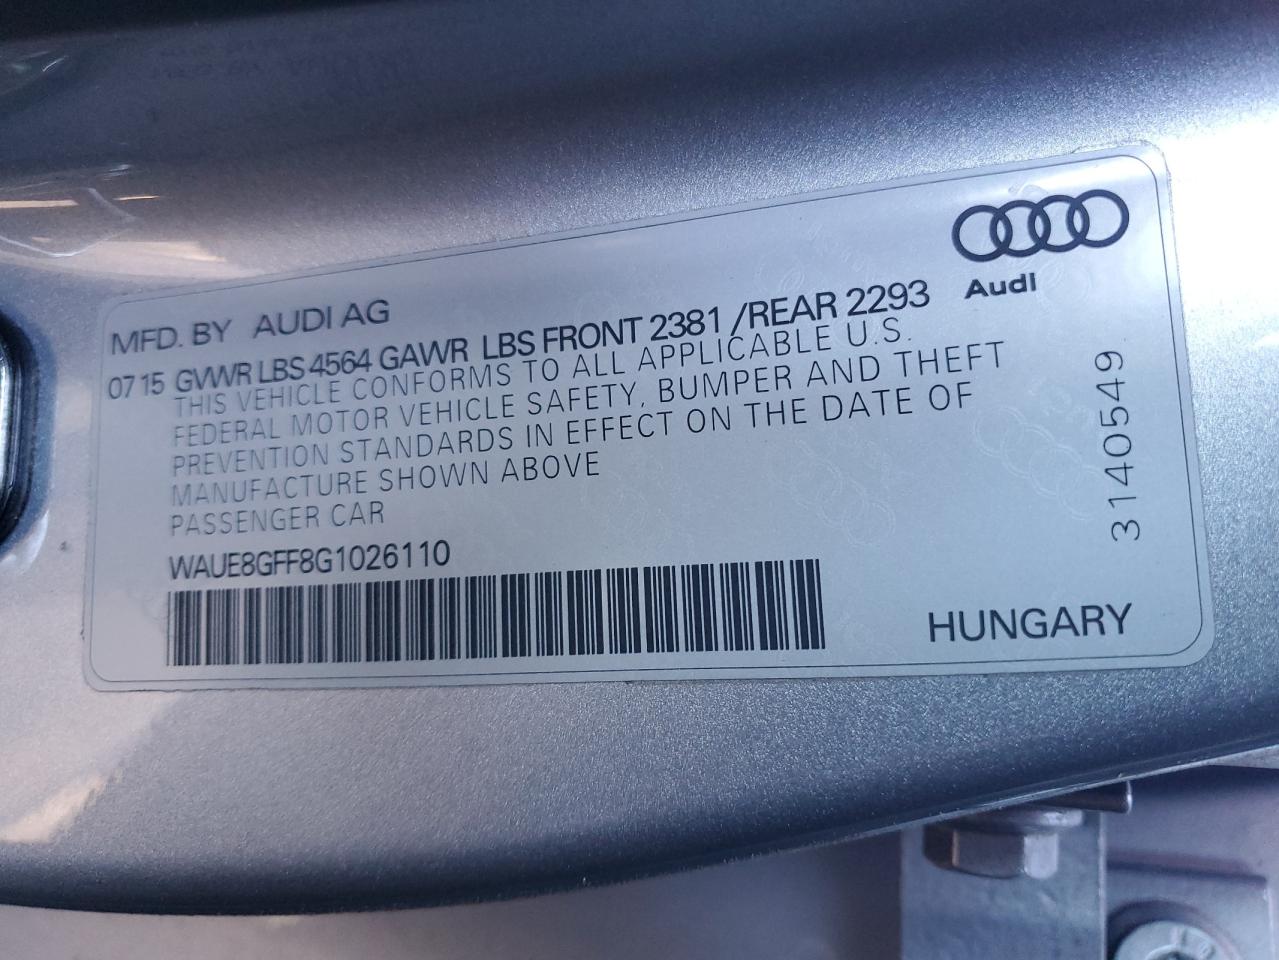 MFD. BY AUDI AG
07 15 GVWR LBS 4564 GAWR LBS FRONT 2381 /REAR 2293
THIS VEHICLE CONFORMS TO ALL APPLICABLE U.S.
FEDERAL MOTOR VEHICLE SAFETY, BUMPER AND THEFT
PREVENTION STANDARDS IN EFFECT ON THE DATE OF
MANUFACTURE SHOWN ABOVE
PASSENGER CAR
WAUE8GFF8G1026110
Audi
3140549
HUNGARY